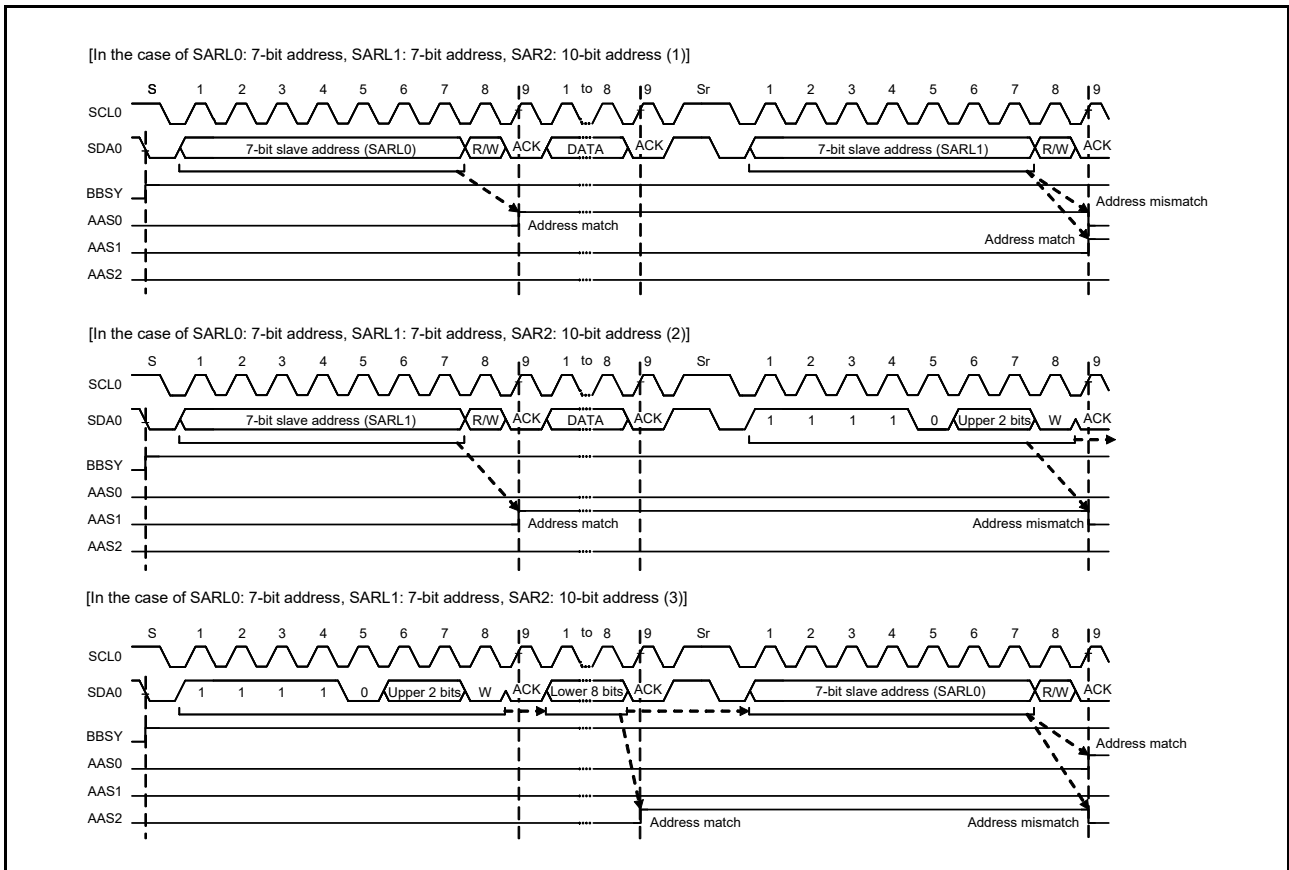 [In the case of SARL0: 7-bit address, SARL1: 7-bit address, SAR2: 10-bit address (1)]
S 1 2 3 4 5 6 7 8 9 1 to 8 9 Sr 1 2 3 4 5 6 7 8 9
SCL0
SDA0 7-bit slave address (SARL0) R/W ACK DATA ACK 7-bit slave address (SARL1) R/W ACK
BBSY
Address mismatch
AAS0 Address match
AAS1 Address match
AAS2
[In the case of SARL0: 7-bit address, SARL1: 7-bit address, SAR2: 10-bit address (2)]
S 1 2 3 4 5 6 7 8 9 1 to 8 9 Sr 1 2 3 4 5 6 7 8 9
SCL0
SDA0 7-bit slave address (SARL1) R/W ACK DATA ACK 1 1 1 1 0 Upper 2 bits W ACK
BBSY
AAS0
AAS1 Address match Address mismatch
AAS2
[In the case of SARL0: 7-bit address, SARL1: 7-bit address, SAR2: 10-bit address (3)]
S 1 2 3 4 5 6 7 8 9 1 to 8 9 Sr 1 2 3 4 5 6 7 8 9
SCL0
SDA0 1 1 1 1 0 Upper 2 bits W ACK Lower 8 bits ACK 7-bit slave address (SARL0) R/W ACK
BBSY
Address match
AAS0
AAS1
AAS2 Address match Address mismatch